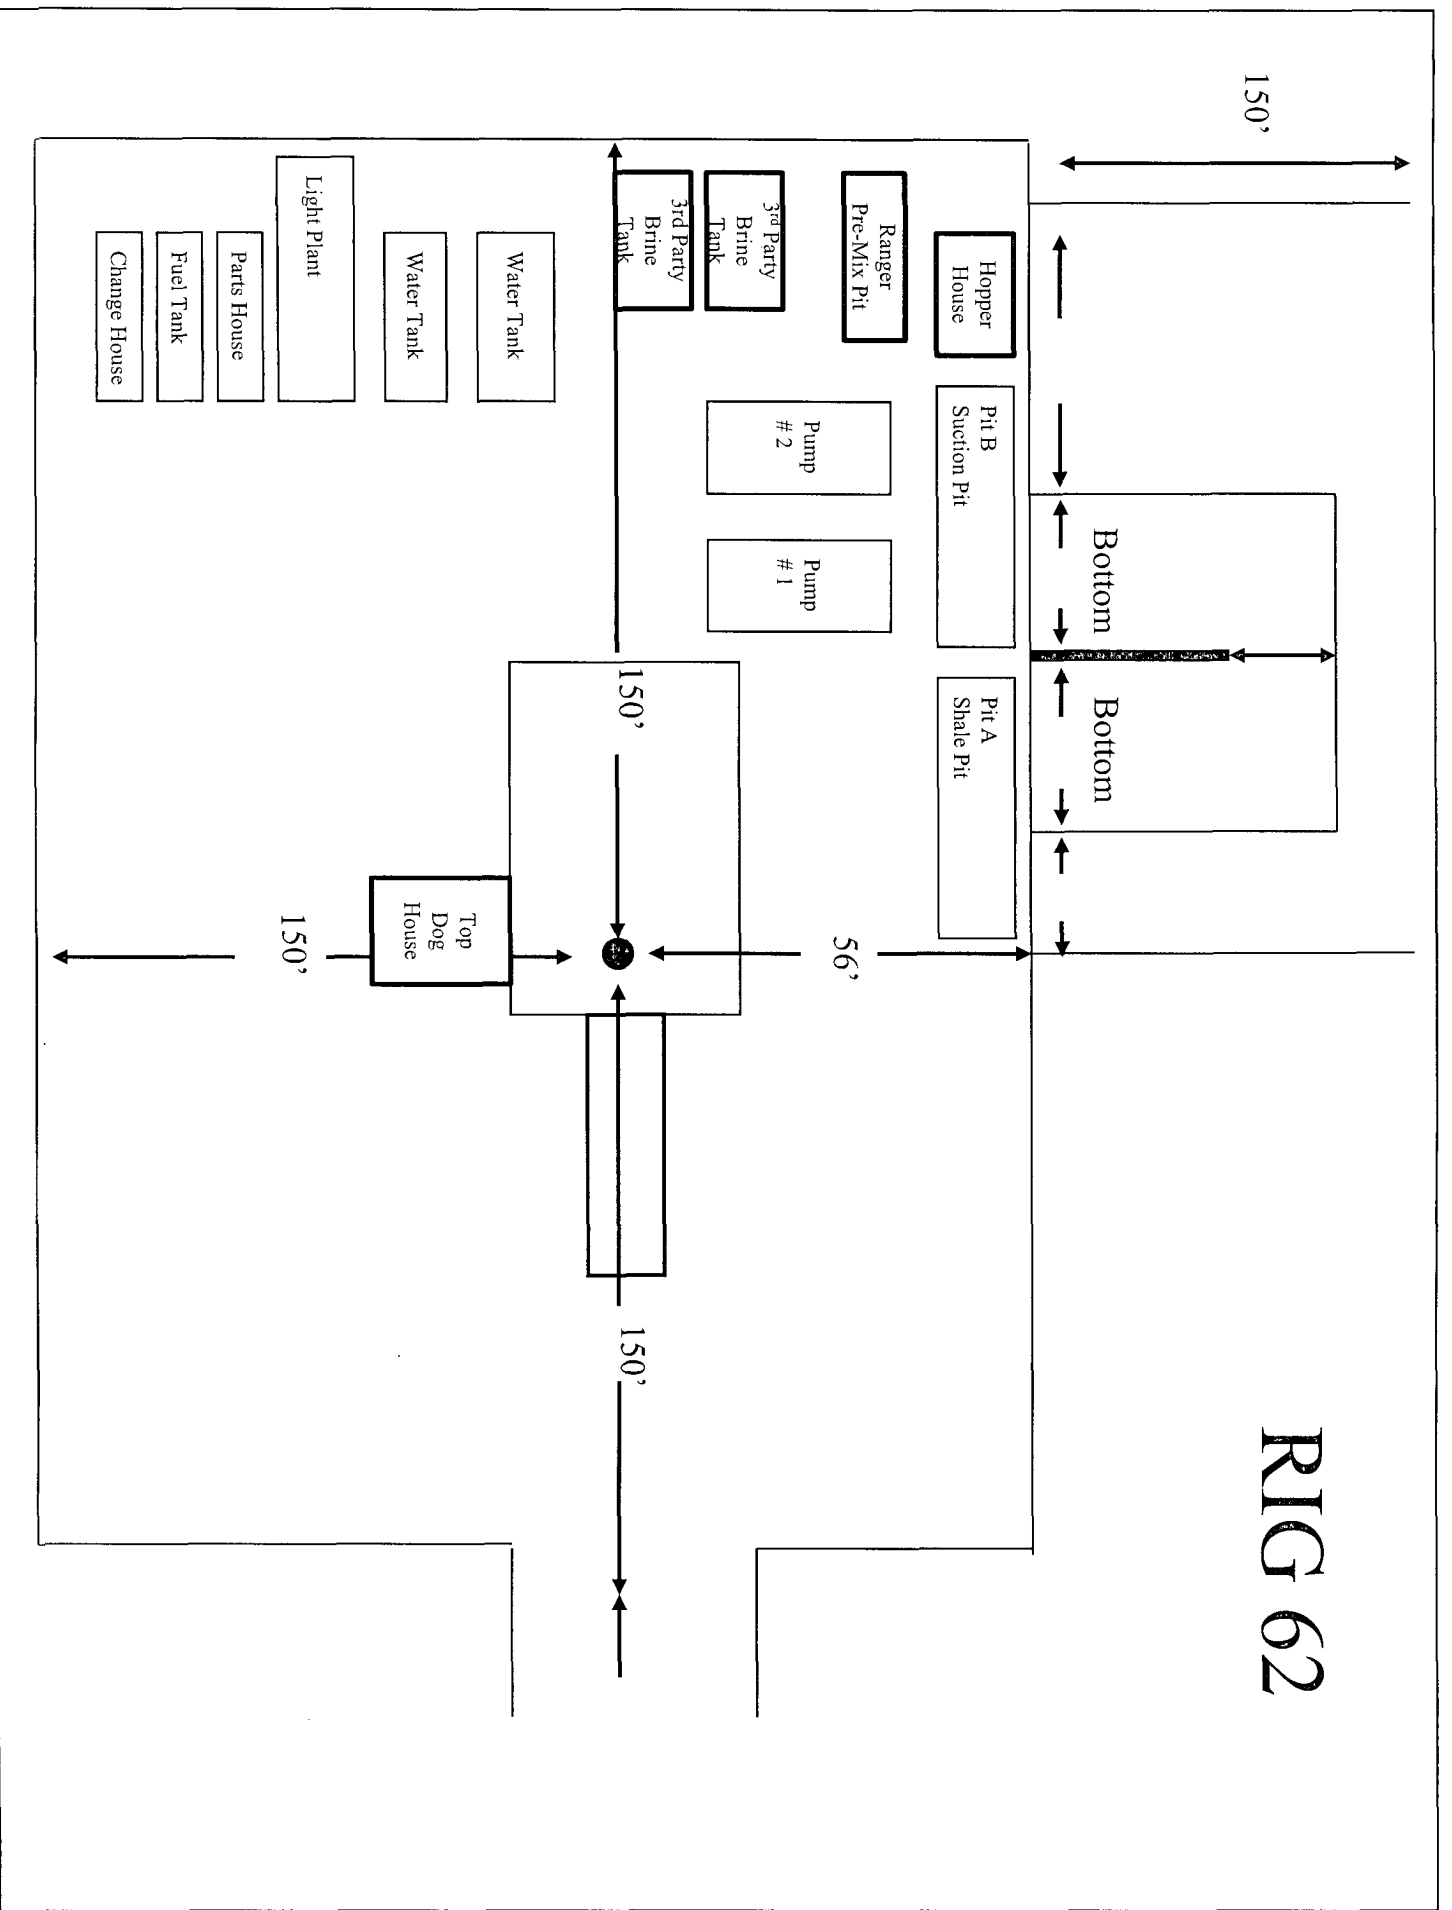 RIG 62
150’
Bottom
Bottom
Hopper
House
Pit B
Suction Pit
Pit A
Shale Pit
Ranger
Pre-Mix Pit
56’
3rd Party
Brine
Tank
Pump
# 2
Pump
# 1
3rd Party
Brine
Tank
150’
150’
Water Tank
Water Tank
Top
Dog
House
Light Plant
150’
Parts House
Fuel Tank
Change House